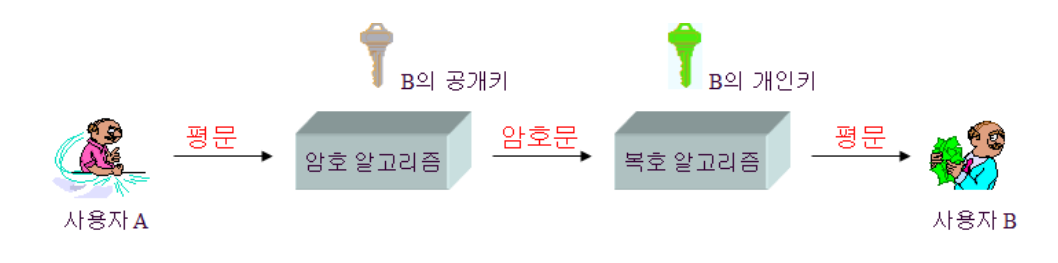 B의 공개키
B의 개인키
평문
암호문
평문
암호 알고리즘
복호 알고리즘
사용자 A
사용자 B